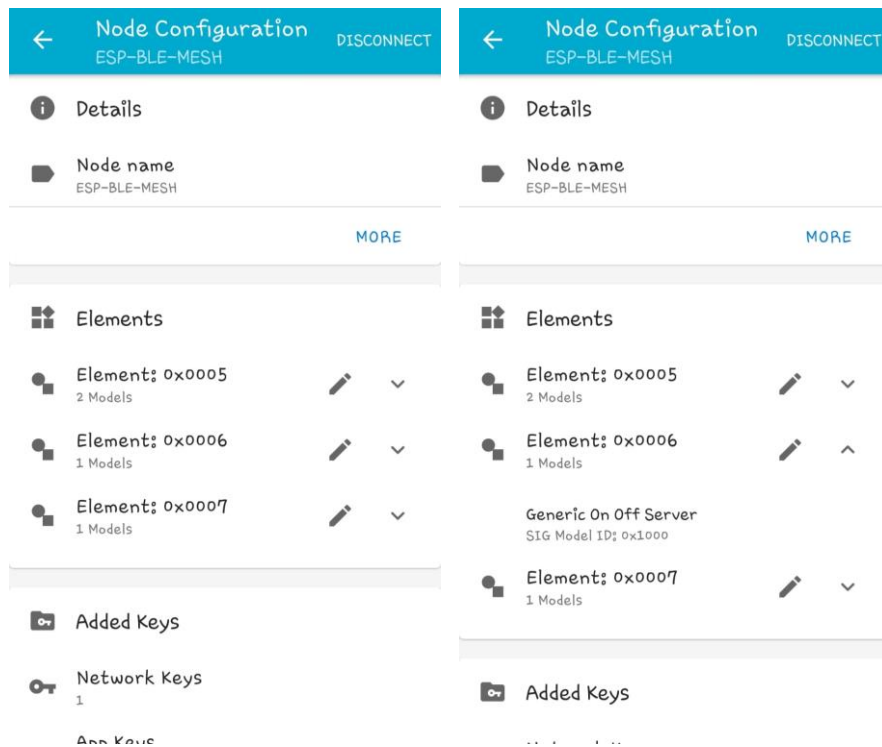 Node Configuration
ESP-BLE-MESH
DISCONNECT
Details
Node name
ESP-BLE-MESH
MORE
Elements
Element: 0x0005
2 Models
Element: 0x0006
1 Models
Element: 0x0007
1 Models
Added Keys
Network Keys
1
App Keys
Node Configuration
ESP-BLE-MESH
DISCONNECT
Details
Node name
ESP-BLE-MESH
MORE
Elements
Element: 0x0005
2 Models
Element: 0x0006
1 Models
Generic On Off Server
SIG Model ID: 0x1000
Element: 0x0007
1 Models
Added Keys